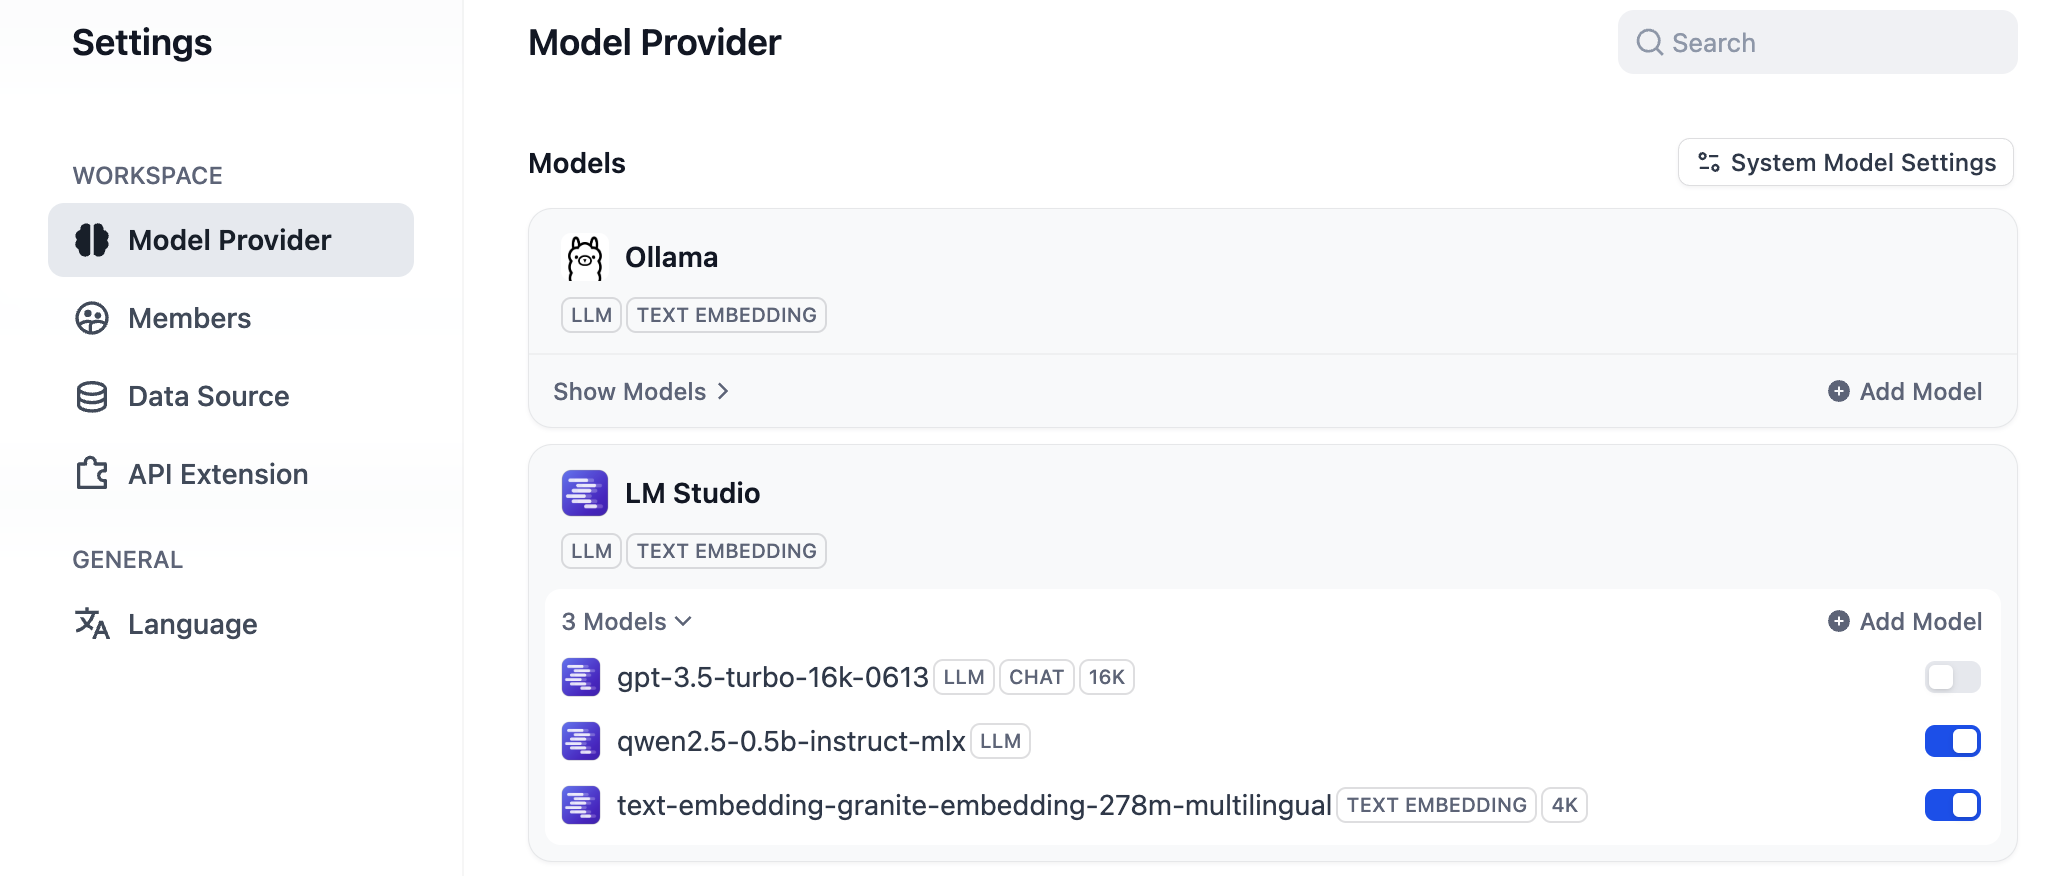 Settings
WORKSPACE
Model Provider
Members
Data Source
API Extension
GENERAL
Language
Model Provider
Search
Models
System Model Settings
Ollama
LLM TEXT EMBEDDING
Show Models
Add Model
LM Studio
LLM TEXT EMBEDDING
3 Models
Add Model
gpt-3.5-turbo-16k-0613 LLM CHAT 16K
qwen2.5-0.5b-instruct-mlx LLM
text-embedding-granite-embedding-278m-multilingual TEXT EMBEDDING 4K